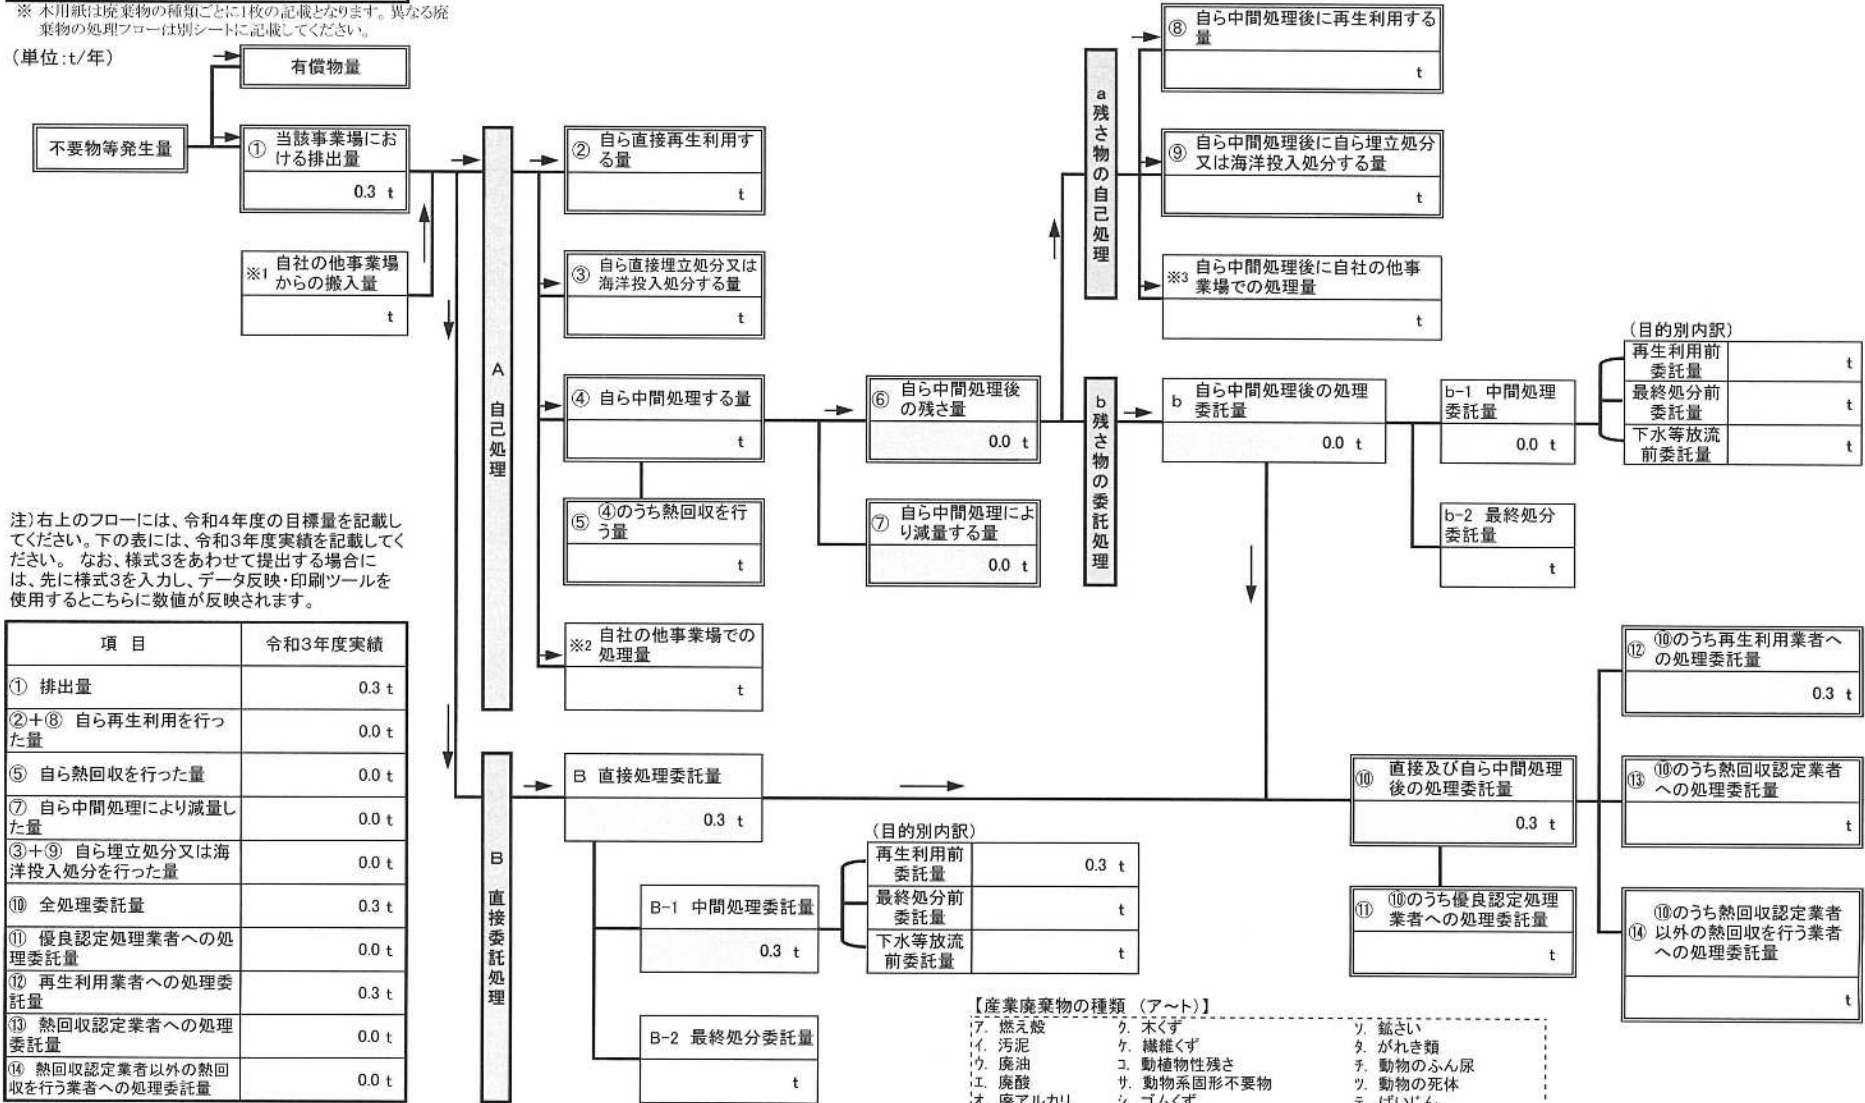 ※ 本用紙は廃棄物の種類ごとに1枚の記載となります。異なる廃
棄物の処理フローは別シートに記載してください。
(単位:t/年)
有償物量
不要物等発生量
① 当該事業場にお
ける排出量
0.3 t
※1 自社の他事業場
からの搬入量
t
A 自己処理
② 自ら直接再生利用す
る量
t
③ 自ら直接埋立処分又は
海洋投入処分する量
t
④ 自ら中間処理する量
t
⑤ ④のうち熱回収を行
う量
t
※2 自社の他事業場での
処理量
t
⑥ 自ら中間処理後
の残さ量
0.0 t
⑦ 自ら中間処理によ
り減量する量
0.0 t
a 残さ物の自己処理
⑧ 自ら中間処理後に再生利用する
量
t
⑨ 自ら中間処理後に自ら埋立処分
又は海洋投入処分する量
t
※3 自ら中間処理後に自社の他事
業場での処理量
t
b 残さ物の委託処理
b 自ら中間処理後の処理
委託量
0.0 t
b-1 中間処理
委託量
0.0 t
b-2 最終処分
委託量
t
(目的別内訳)
再生利用前
委託量
t
最終処分前
委託量
t
下水等放流
前委託量
t
注)右上のフローには、令和4年度の目標量を記載し
てください。下の表には、令和3年度実績を記載してく
ださい。 なお、様式3をあわせて提出する場合に
は、先に様式3を入力し、データ反映・印刷ツールを
使用するとこちらに数値が反映されます。
項 目 令和3年度実績
① 排出量 0.3 t
②+⑧ 自ら再生利用を行っ
た量 0.0 t
⑤ 自ら熱回収を行った量 0.0 t
⑦ 自ら中間処理により減量し
た量 0.0 t
③+⑨ 自ら埋立処分又は海
洋投入処分を行った量 0.0 t
⑩ 全処理委託量 0.3 t
⑪ 優良認定処理業者への処
理委託量 0.0 t
⑫ 再生利用業者への処理委
託量 0.3 t
⑬ 熱回収認定業者への処理
委託量 0.0 t
⑭ 熱回収認定業者以外の熱回
収を行う業者への処理委託量 0.0 t
B 直接委託処理
B 直接処理委託量
0.3 t
B-1 中間処理委託量
0.3 t
B-2 最終処分委託量
t
(目的別内訳)
再生利用前
委託量
0.3 t
最終処分前
委託量
t
下水等放流
前委託量
t
⑩ 直接及び自ら中間処理
後の処理委託量
0.3 t
⑪ ⑩のうち優良認定処理
業者への処理委託量
t
⑫ ⑩のうち再生利用業者へ
の処理委託量
0.3 t
⑬ ⑩のうち熱回収認定業者
への処理委託量
t
⑭ ⑩のうち熱回収認定業者
以外の熱回収を行う業者
への処理委託量
t
【産業廃棄物の種類 (ア~ト)】
ア. 燃え殻 ク. 木くず ソ. 鉱さい
イ. 汚泥 ケ. 繊維くず タ. がれき類
ウ. 廃油 コ. 動植物性残さ チ. 動物のふん尿
エ. 廃酸 サ. 動物系固形不要物 ツ. 動物の死体
オ. 廃アルカリ シ. ゴムくず テ. ばいじん